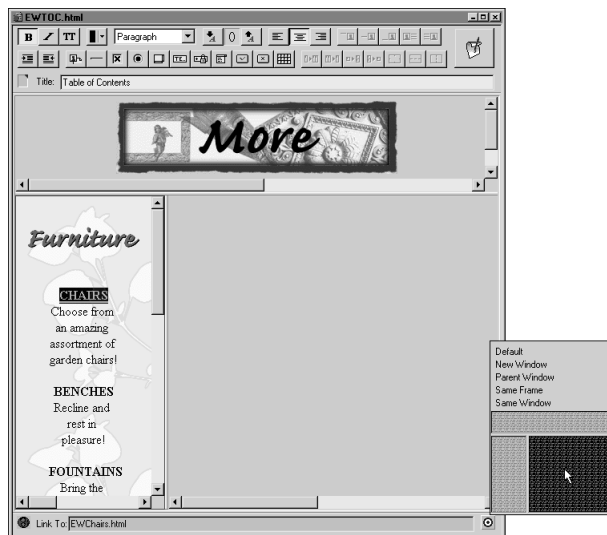 EWTOC.html
B I TT Paragraph
Title: Table of Contents
More
Furniture
CHAIRS
Choose from
an amazing
assortment of
garden chairs!
BENCHES
Recline and
rest in
pleasure!
FOUNTAINS
Bring the
Default
New Window
Parent Window
Same Frame
Same Window
Link To: EWChairs.html